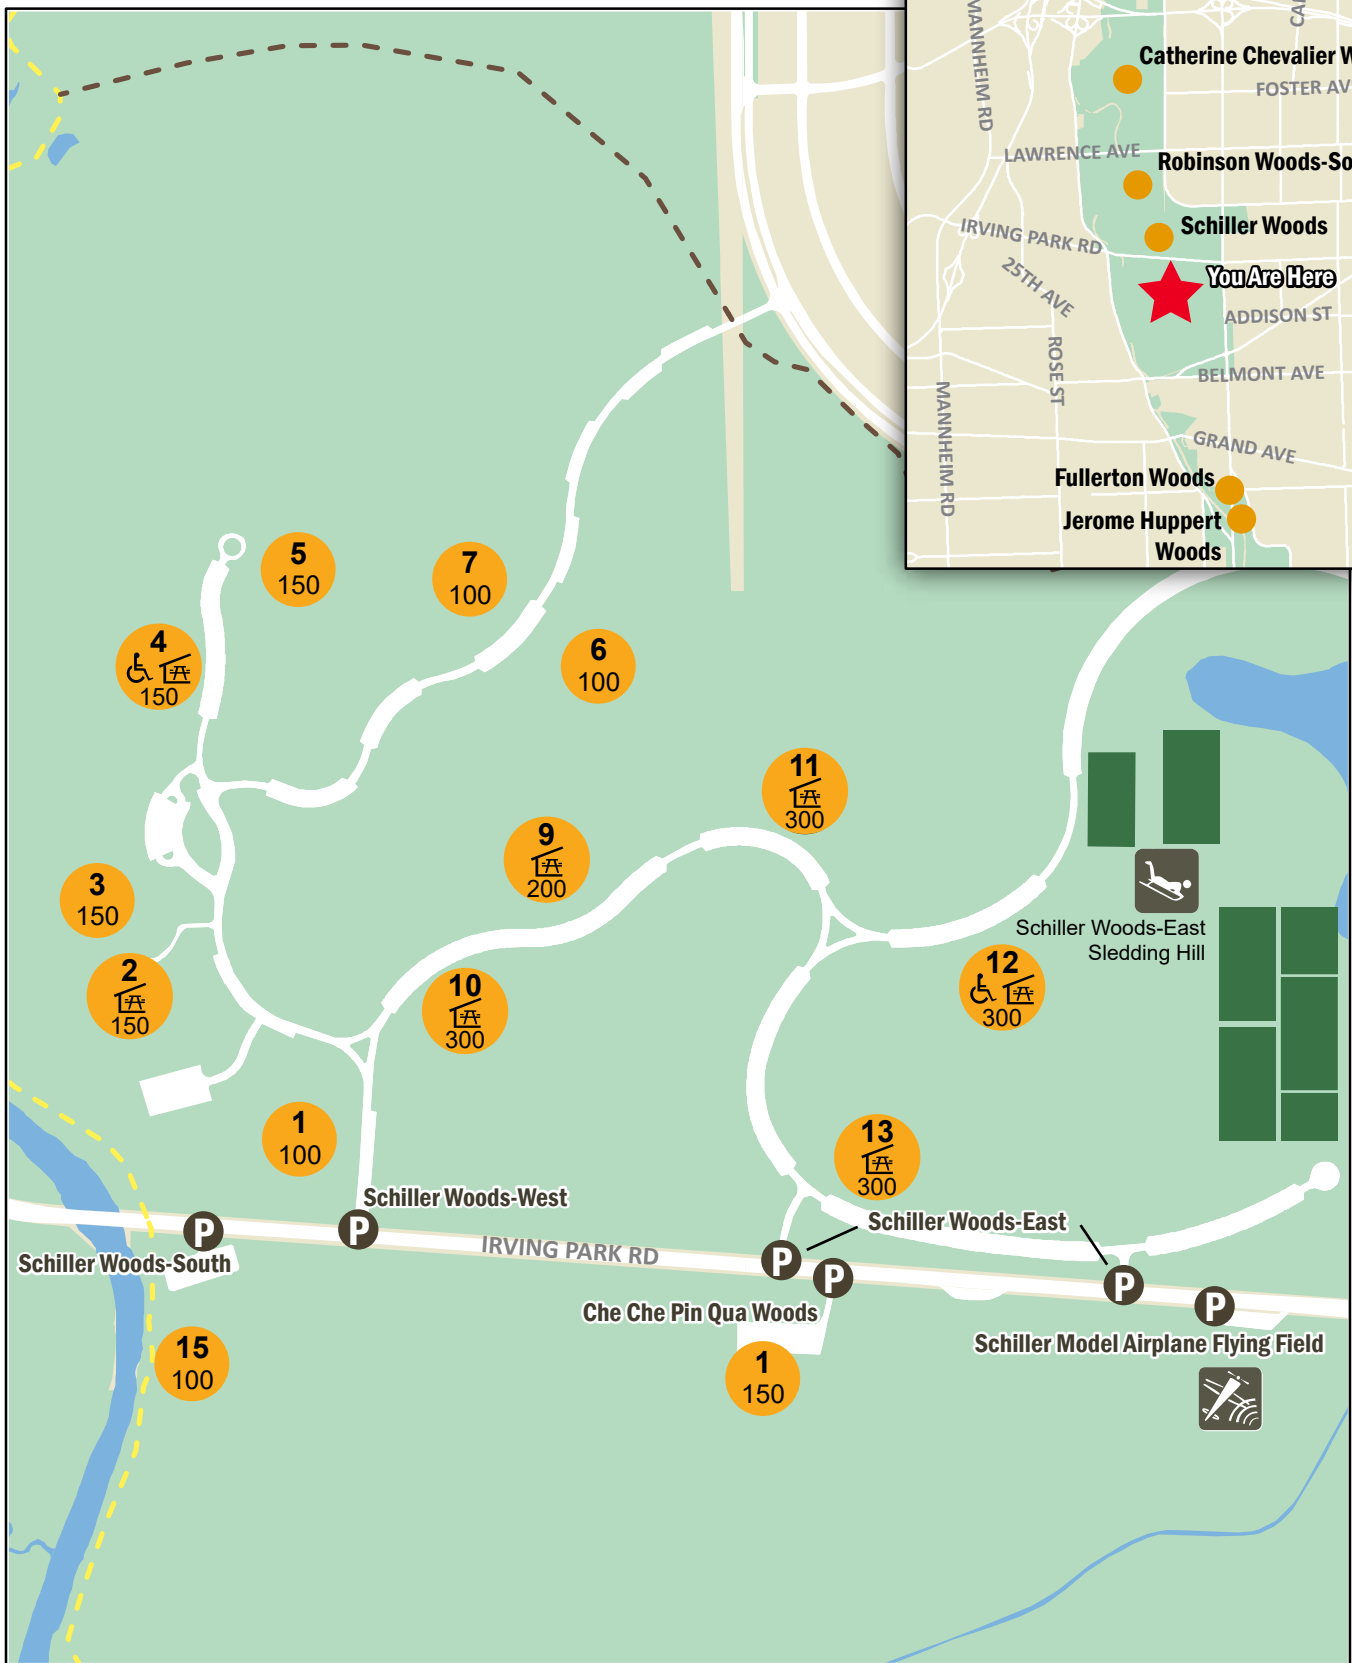 MANNHEIM RD
CAL
Catherine Chevalier W
FOSTER AV
LAWRENCE AVE
Robinson Woods-So
IRVING PARK RD
Schiller Woods
25TH AVE
You Are Here
ADDISON ST
ROSE ST
BELMONT AVE
MANNHEIM RD
GRAND AVE
Fullerton Woods
Jerome Huppert
Woods
5
150
7
100
4
150
6
100
11
300
9
200
3
150
2
150
10
300
Schiller Woods-East
Sledding Hill
12
300
1
100
13
300
Schiller Woods-West
P
P
Schiller Woods-South
IRVING PARK RD
Schiller Woods-East
P
P
P
P
Che Che Pin Qua Woods
Schiller Model Airplane Flying Field
15
100
1
150